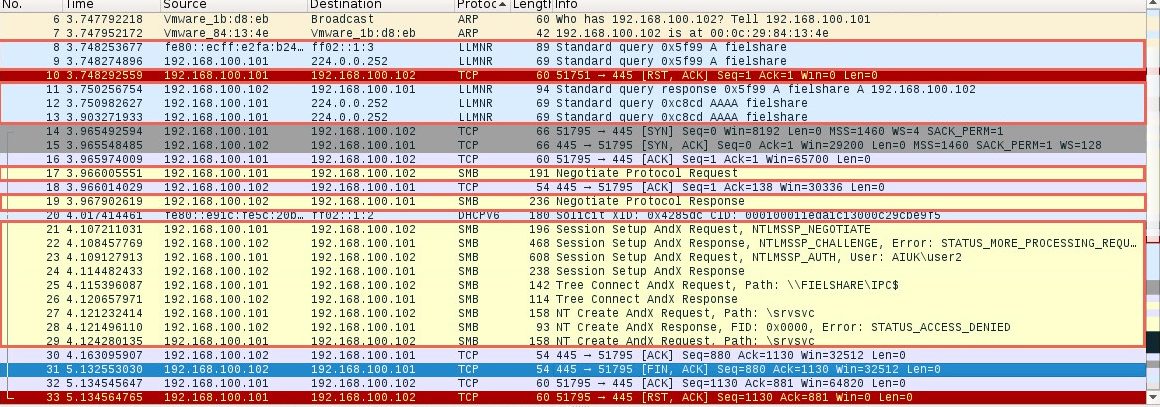 No. Time Source Destination Protoc Lengtl Info
6 3.747792218 Vmware_1b:d8:eb Broadcast ARP 60 Who has 192.168.100.102? Tell 192.168.100.101
7 3.747952172 Vmware_84:13:4e Vmware_1b:d8:eb ARP 42 192.168.100.102 is at 00:0c:29:84:13:4e
8 3.748253677 fe80::ecff:e2fa:b24… ff02::1:3 LLMNR 89 Standard query 0x5f99 A fielshare
9 3.748274896 192.168.100.101 224.0.0.252 LLMNR 69 Standard query 0x5f99 A fielshare
10 3.748292559 192.168.100.101 192.168.100.102 TCP 60 51751 → 445 [RST, ACK] Seq=1 Ack=1 Win=0 Len=0
11 3.750256754 192.168.100.102 192.168.100.101 LLMNR 94 Standard query response 0x5f99 A fielshare A 192.168.100.102
12 3.750982627 192.168.100.101 224.0.0.252 LLMNR 69 Standard query 0xc8cd AAAA fielshare
13 3.903271933 192.168.100.101 224.0.0.252 LLMNR 69 Standard query 0xc8cd AAAA fielshare
14 3.965492594 192.168.100.101 192.168.100.102 TCP 66 51795 → 445 [SYN] Seq=0 Win=8192 Len=0 MSS=1460 WS=4 SACK_PERM=1
15 3.965548485 192.168.100.102 192.168.100.101 TCP 66 445 → 51795 [SYN, ACK] Seq=0 Ack=1 Win=29200 Len=0 MSS=1460 SACK_PERM=1 WS=128
16 3.965974009 192.168.100.101 192.168.100.102 TCP 60 51795 → 445 [ACK] Seq=1 Ack=1 Win=65700 Len=0
17 3.966005551 192.168.100.101 192.168.100.102 SMB 191 Negotiate Protocol Request
18 3.966014029 192.168.100.102 192.168.100.101 TCP 54 445 → 51795 [ACK] Seq=1 Ack=138 Win=30336 Len=0
19 3.967902619 192.168.100.102 192.168.100.101 SMB 236 Negotiate Protocol Response
20 4.017414461 fe80::e91c:fe5c:20b… ff02::1:2 DHCPv6 180 Solicit XID: 0x4285dc CID: 000100011edaic13000c29cbe9f5
21 4.107211031 192.168.100.101 192.168.100.102 SMB 196 Session Setup AndX Request, NTLMSSP_NEGOTIATE
22 4.108457769 192.168.100.102 192.168.100.101 SMB 468 Session Setup AndX Response, NTLMSSP_CHALLENGE, Error: STATUS_MORE_PROCESSING_REQU…
23 4.109127913 192.168.100.101 192.168.100.102 SMB 608 Session Setup AndX Request, NTLMSSP_AUTH, User: AIUK\user2
24 4.114482433 192.168.100.102 192.168.100.101 SMB 238 Session Setup AndX Response
25 4.115396087 192.168.100.101 192.168.100.102 SMB 142 Tree Connect AndX Request, Path: \\FIELSHARE\IPC$
26 4.120657971 192.168.100.102 192.168.100.101 SMB 114 Tree Connect AndX Response
27 4.121232414 192.168.100.101 192.168.100.102 SMB 158 NT Create AndX Request, Path: \srvsvc
28 4.121496110 192.168.100.102 192.168.100.101 SMB 93 NT Create AndX Response, FID: 0x0000, Error: STATUS_ACCESS_DENIED
29 4.124280135 192.168.100.101 192.168.100.102 SMB 158 NT Create AndX Request, Path: \srvsvc
30 4.163095907 192.168.100.102 192.168.100.101 TCP 54 445 → 51795 [ACK] Seq=880 Ack=1130 Win=32512 Len=0
31 5.132553030 192.168.100.102 192.168.100.101 TCP 54 445 → 51795 [FIN, ACK] Seq=880 Ack=1130 Win=32512 Len=0
32 5.134545647 192.168.100.101 192.168.100.102 TCP 60 51795 → 445 [ACK] Seq=1130 Ack=881 Win=64820 Len=0
33 5.134564765 192.168.100.101 192.168.100.102 TCP 60 51795 → 445 [RST, ACK] Seq=1130 Ack=881 Win=0 Len=0